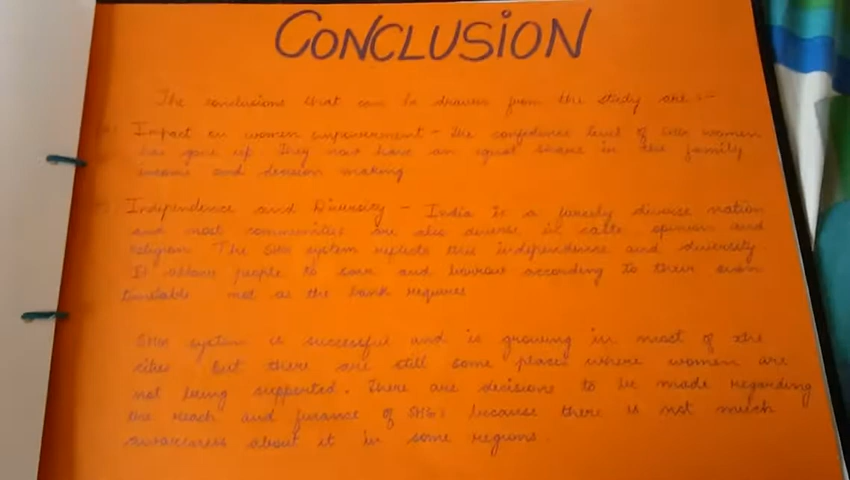 CONCLUSION
The conclusions that can be drawn from the study are :-
Impact on women empowerment - The confidence level of SHGs women
has gone up. They now have an equal share in the family
income and decision making
Independence and Diversity - India is a largely diverse nation
and most communities are also diverse in caste opinion and
religion. The SHGs system reflects this independence and diversity.
It allows people to save and borrow according to their own
timetable not as the bank requires
SHGs system is successful and is growing in most of the
cities but there are still some places where women are
not being supported. There are decisions to be made regarding
the reach and finance of SHGs because there is not much
awareness about it in some regions.